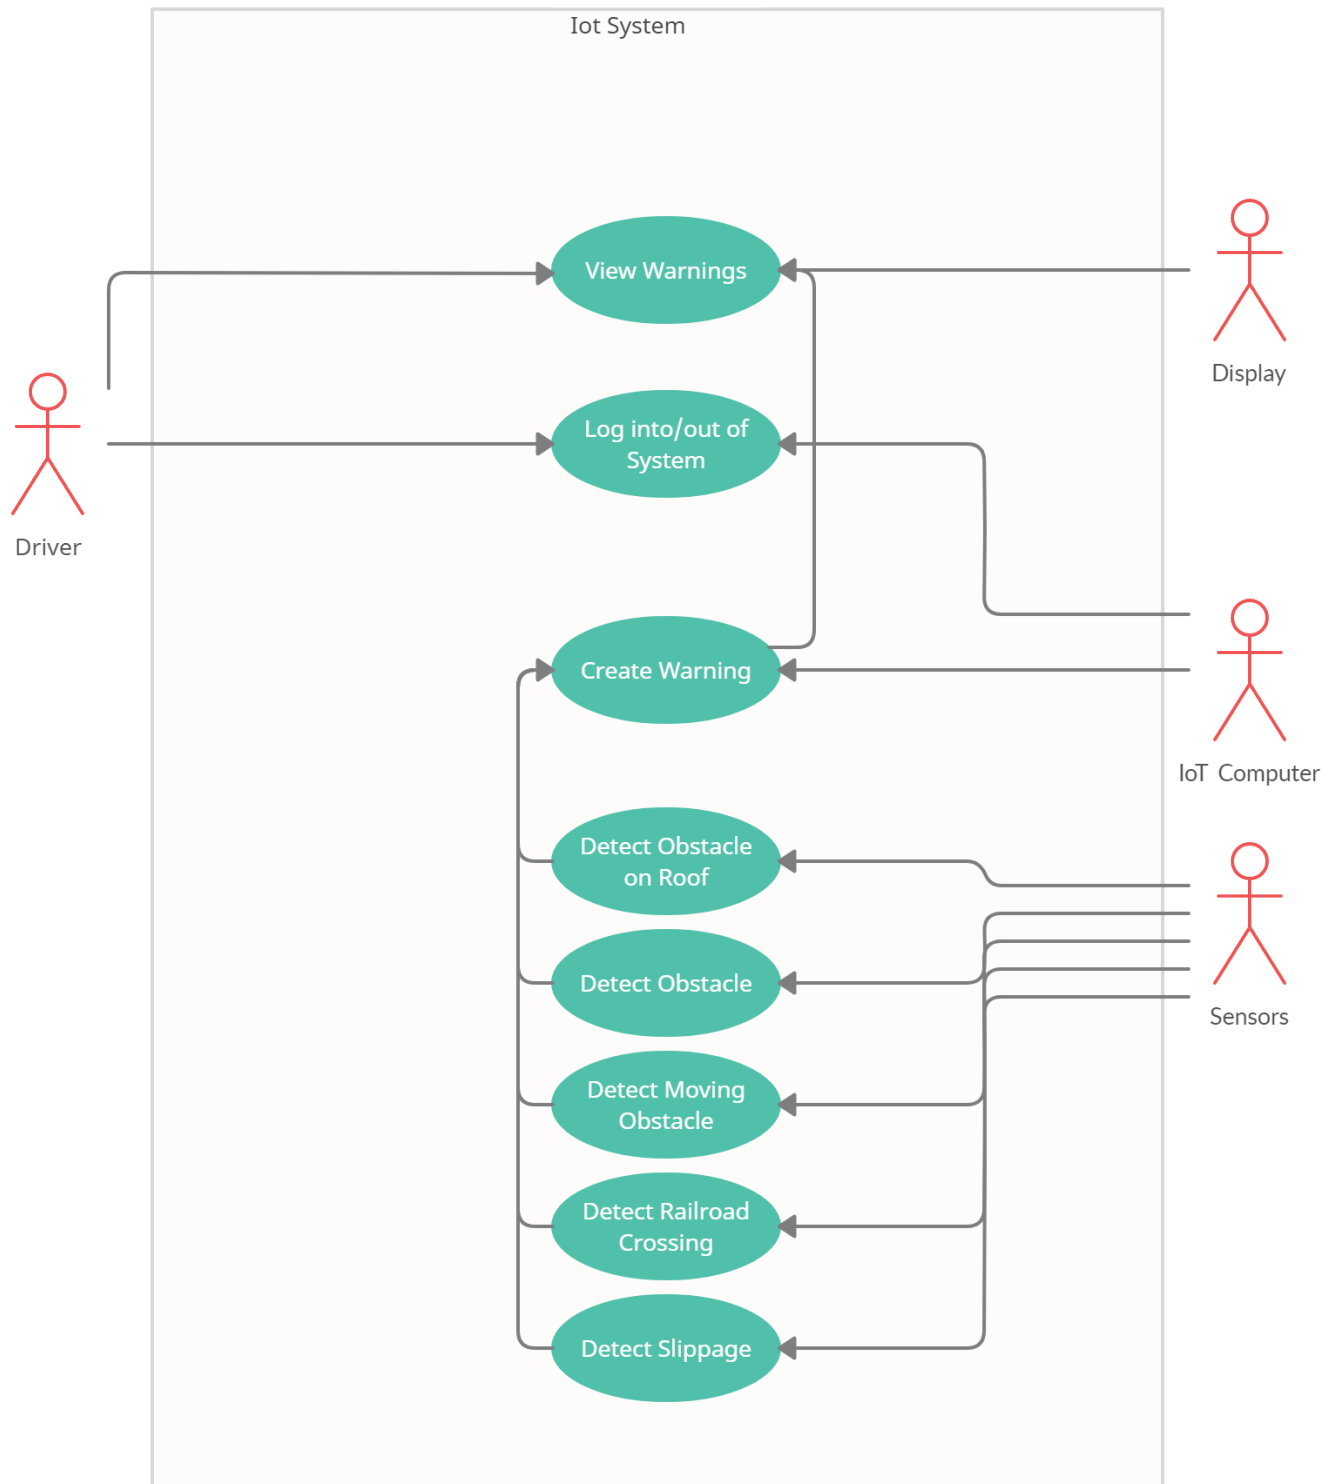 Iot System
View Warnings
Display
Log into/out of
System
Driver
Create Warning
IoT Computer
Detect Obstacle
on Roof
Detect Obstacle
Sensors
Detect Moving
Obstacle
Detect Railroad
Crossing
Detect Slippage